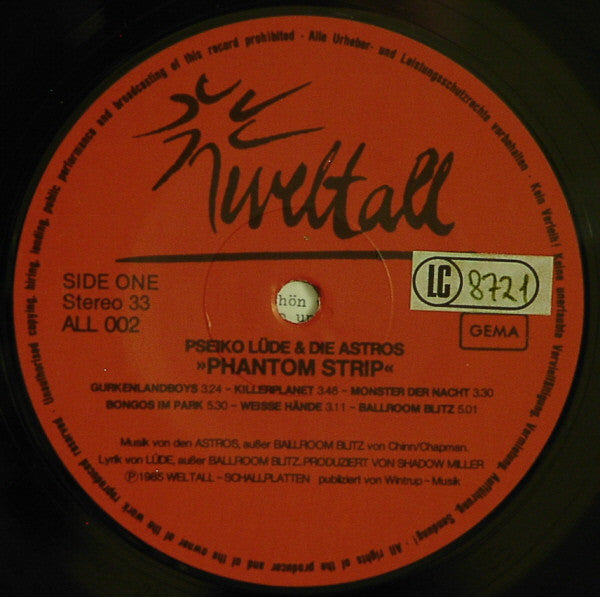 · Alle Urheber- und Leistungsschutzrechte vorbehalten · Kein Verleih! Keine unerlaubte Vervielfältigung, Vermietung, Aufführung, Sendung! · All rights of the producer and of the owner of the work reproduced reserved · Unauthorised copying, hiring, lending, public performance and broadcasting of this record prohibited
weltall
SIDE ONE
Stereo 33
ALL 002
LC 8721
GEMA
hön
PSEIKO LÜDE & DIE ASTROS
»PHANTOM STRIP«
GURKENLANDBOYS 3.24 – KILLERPLANET 3.46 – MONSTER DER NACHT 3.30
BONGOS IM PARK 5.30 – WEISSE HÄNDE 3.11 – BALLROOM BLITZ 5.01
Musik von den ASTROS, außer BALLROOM BLITZ von Chinn/Chapman.
Lyrik von LÜDE, außer BALLROOM BLITZ. PRODUZIERT VON SHADOW MILLER
Ⓟ1985 WELTALL – SCHALLPLATTEN publiziert von Wintrup – Musik